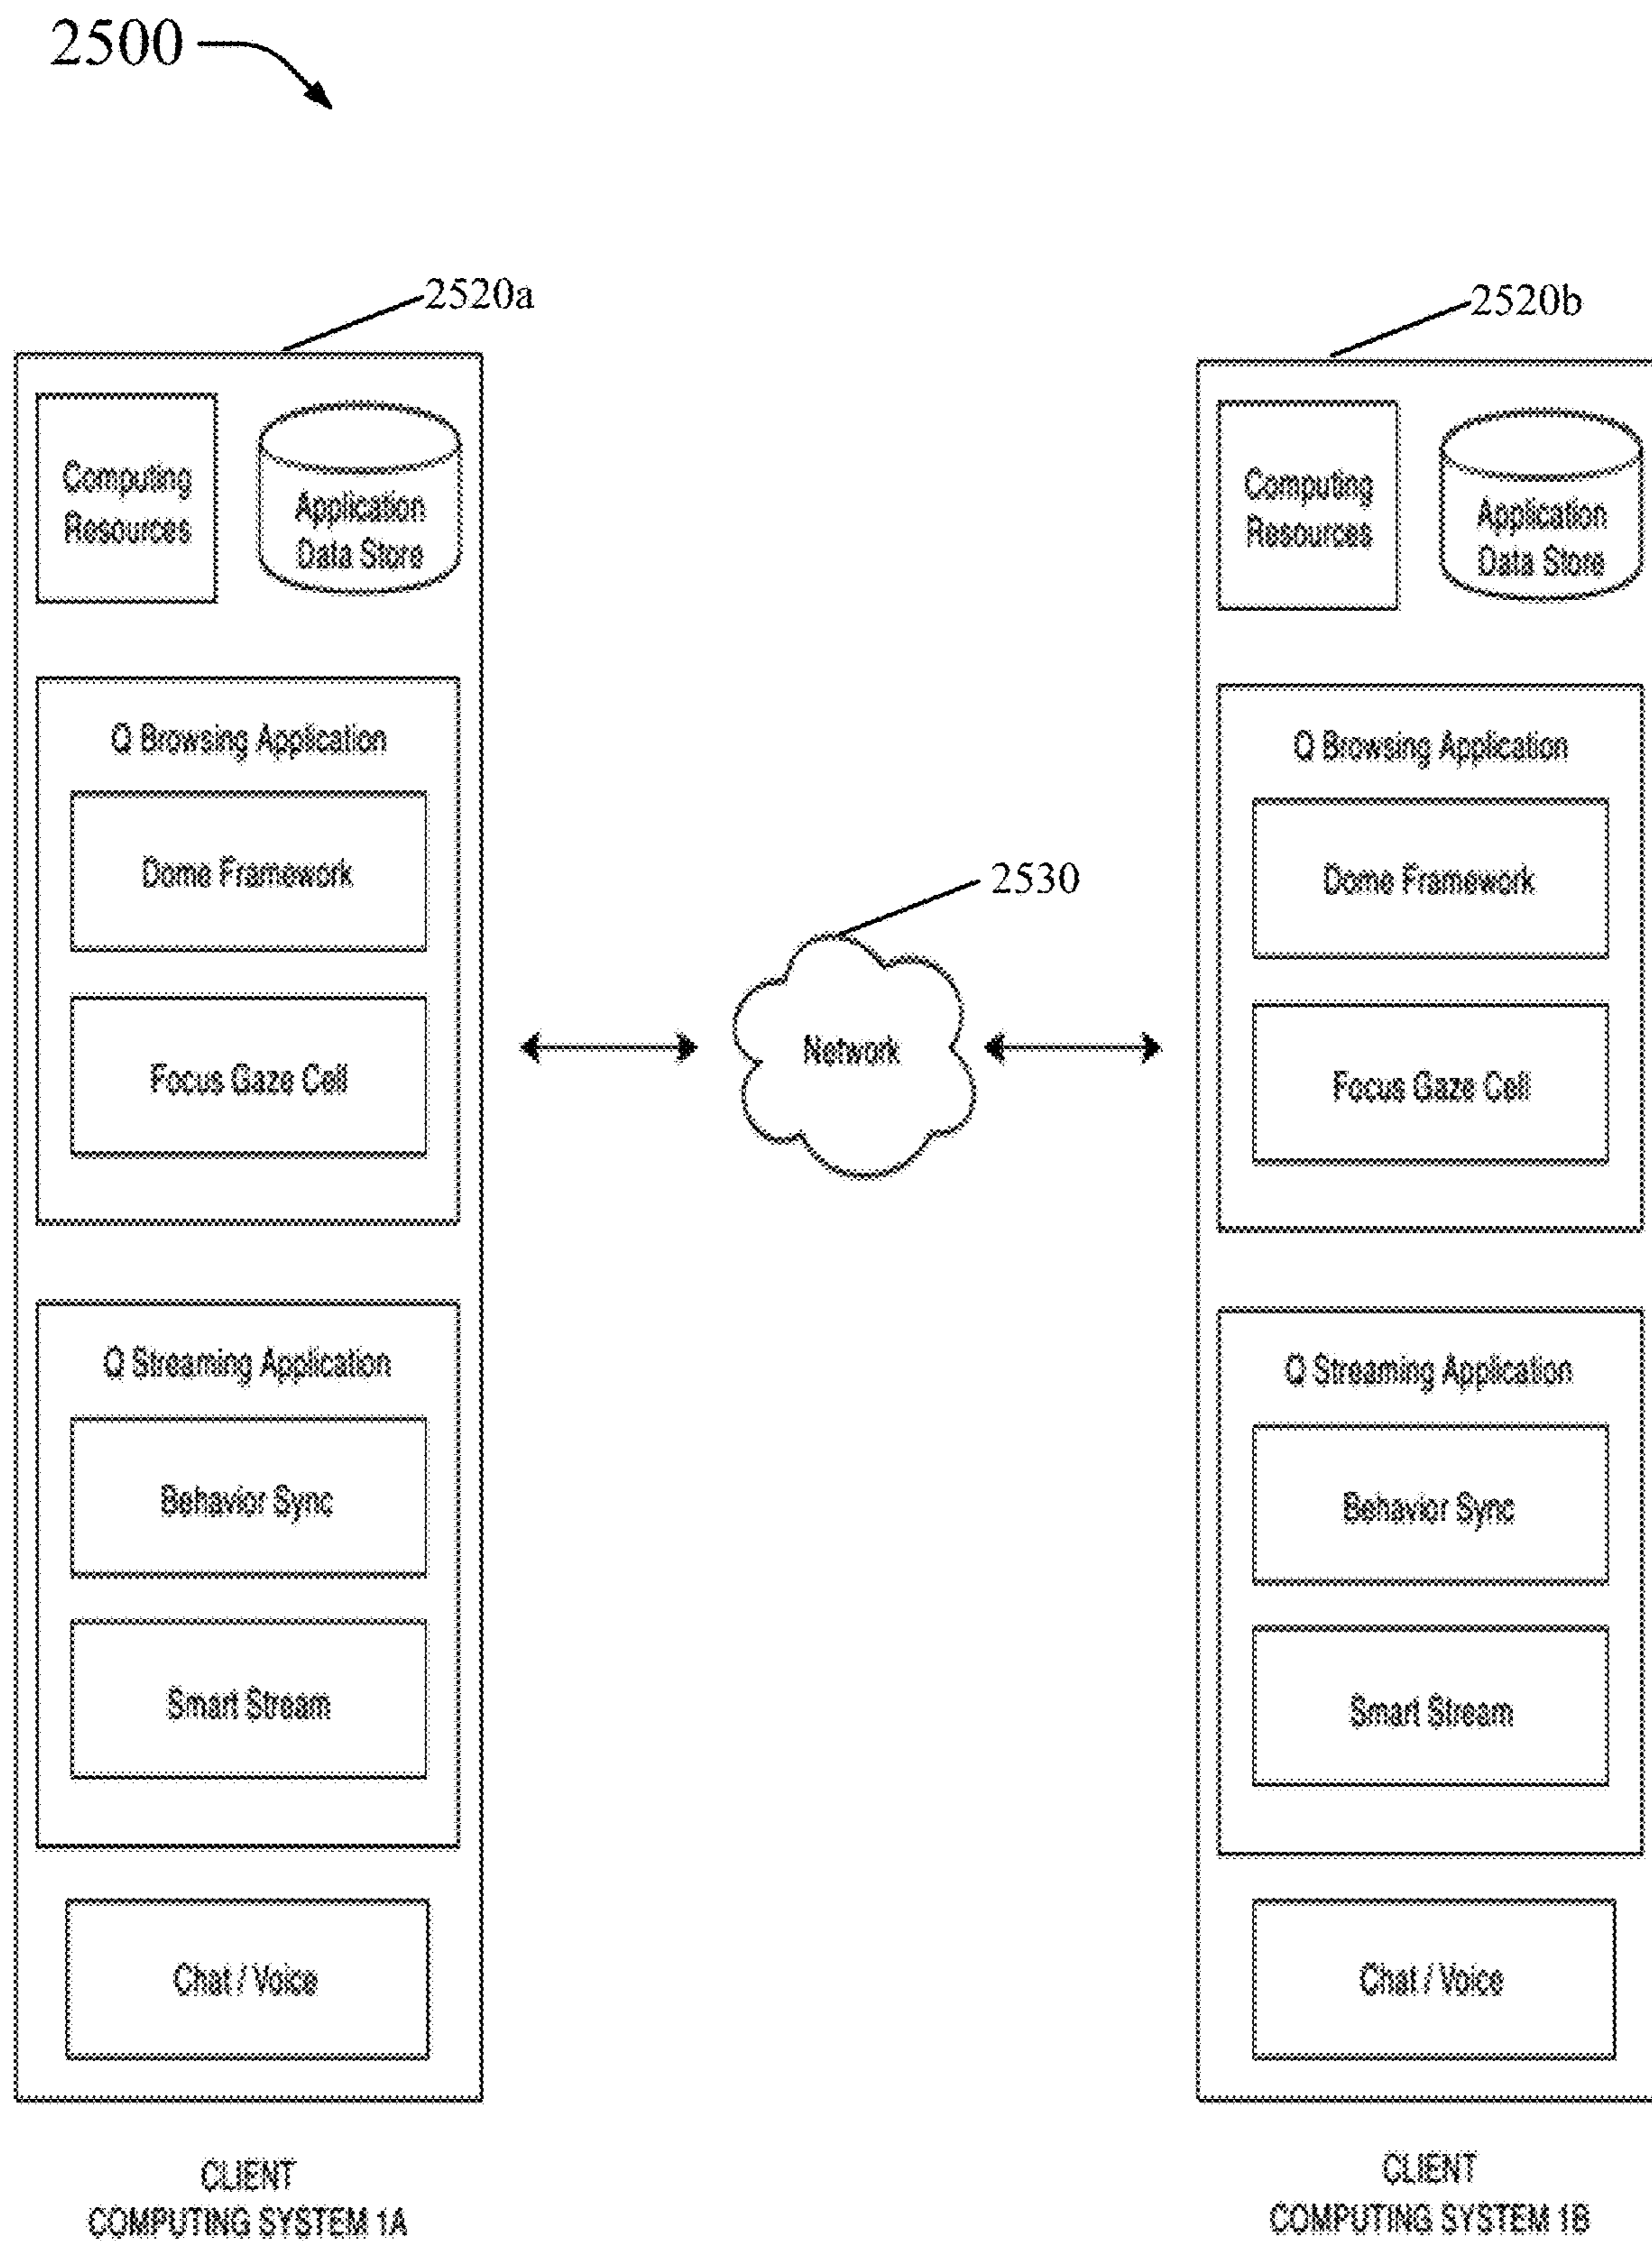 2500
2520a
Computing
Resources
Application
Data Store
Q Browsing Application
Dome Framework
Focus Gaze Cell
Q Streaming Application
Behavior Sync
Smart Stream
Chat / Voice
CLIENT
COMPUTING SYSTEM 1A
2530
Network
2520b
Computing
Resources
Application
Data Store
Q Browsing Application
Dome Framework
Focus Gaze Cell
Q Streaming Application
Behavior Sync
Smart Stream
Chat / Voice
CLIENT
COMPUTING SYSTEM 1B